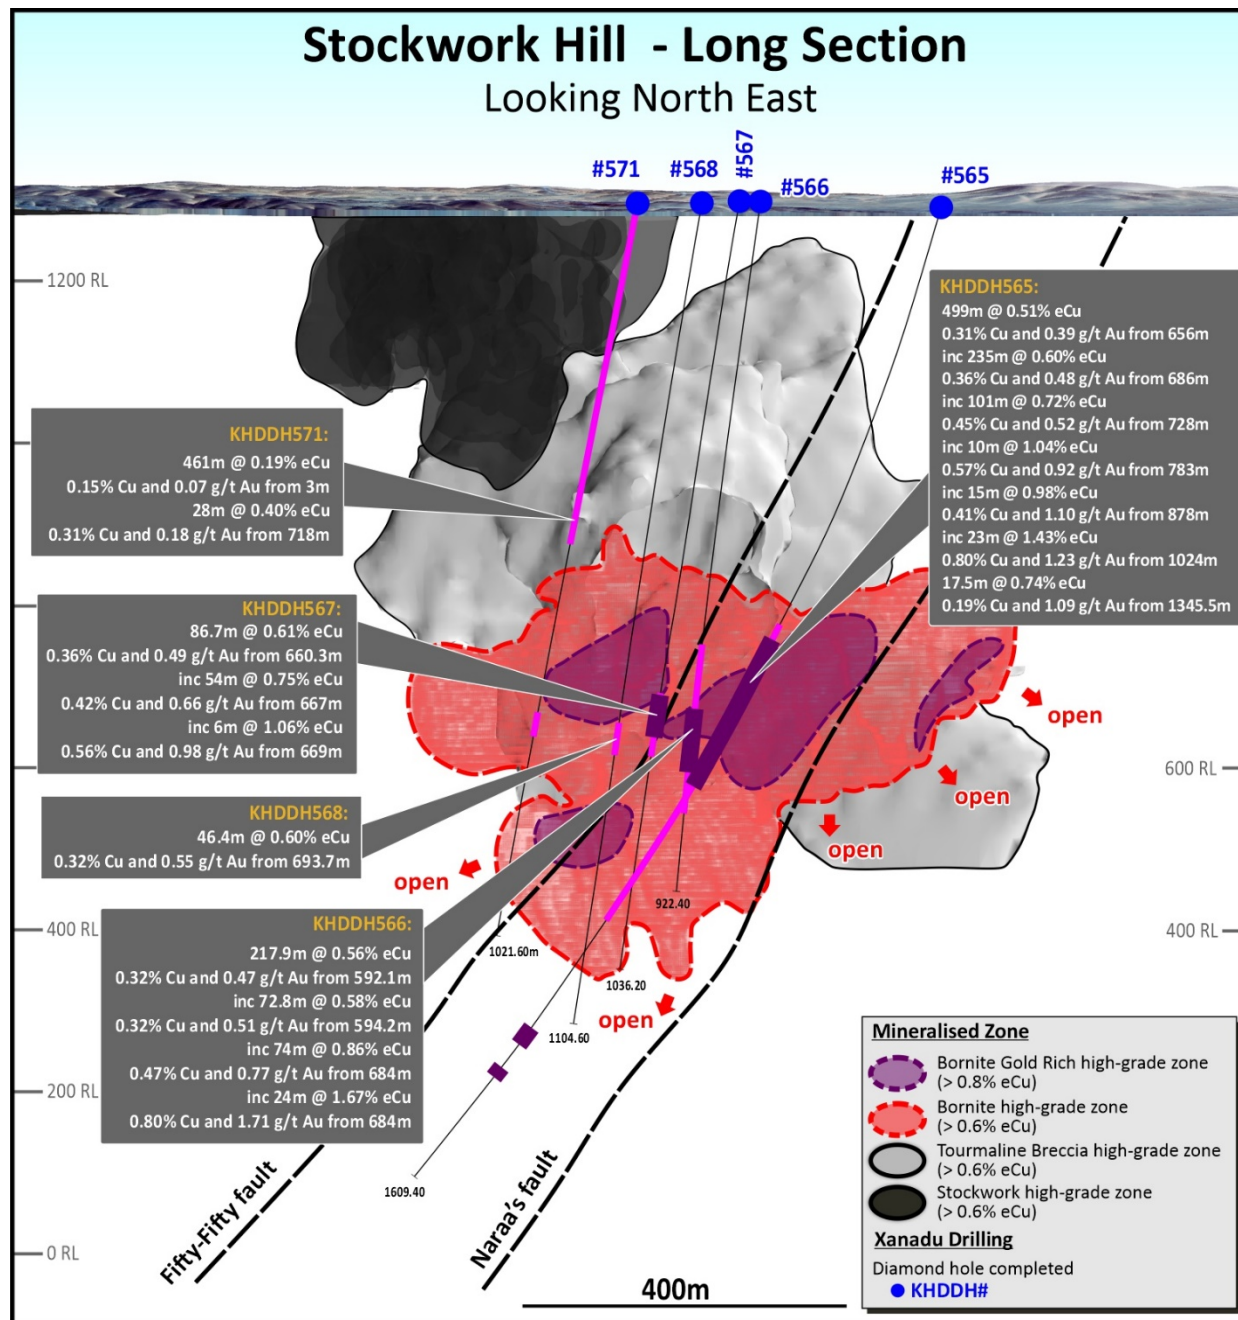 Stockwork Hill - Long Section
Looking North East
#571
#568
#567
#566
#565
1200 RL
KHDDH565:
499m @ 0.51% eCu
0.31% Cu and 0.39 g/t Au from 656m
inc 235m @ 0.60% eCu
0.36% Cu and 0.48 g/t Au from 686m
inc 101m @ 0.72% eCu
0.45% Cu and 0.52 g/t Au from 728m
inc 10m @ 1.04% eCu
0.57% Cu and 0.92 g/t Au from 783m
inc 15m @ 0.98% eCu
0.41% Cu and 1.10 g/t Au from 878m
inc 23m @ 1.43% eCu
0.80% Cu and 1.23 g/t Au from 1024m
17.5m @ 0.74% eCu
0.19% Cu and 1.09 g/t Au from 1345.5m
KHDDH571:
461m @ 0.19% eCu
0.15% Cu and 0.07 g/t Au from 3m
28m @ 0.40% eCu
0.31% Cu and 0.18 g/t Au from 718m
KHDDH567:
86.7m @ 0.61% eCu
0.36% Cu and 0.49 g/t Au from 660.3m
inc 54m @ 0.75% eCu
0.42% Cu and 0.66 g/t Au from 667m
inc 6m @ 1.06% eCu
0.56% Cu and 0.98 g/t Au from 669m
open
600 RL
open
KHDDH568:
46.4m @ 0.60% eCu
0.32% Cu and 0.55 g/t Au from 693.7m
open
open
922.40
KHDDH566:
217.9m @ 0.56% eCu
0.32% Cu and 0.47 g/t Au from 592.1m
inc 72.8m @ 0.58% eCu
0.32% Cu and 0.51 g/t Au from 594.2m
inc 74m @ 0.86% eCu
0.47% Cu and 0.77 g/t Au from 684m
inc 24m @ 1.67% eCu
0.80% Cu and 1.71 g/t Au from 684m
400 RL
400 RL
1021.60m
1036.20
open
1104.60
200 RL
1609.40
Fifty-Fifty fault
Naraa's fault
0 RL
400m
Mineralised Zone
Bornite Gold Rich high-grade zone
(> 0.8% eCu)
Bornite high-grade zone
(> 0.6% eCu)
Tourmaline Breccia high-grade zone
(> 0.6% eCu)
Stockwork high-grade zone
(> 0.6% eCu)
Xanadu Drilling
Diamond hole completed
KHDDH#